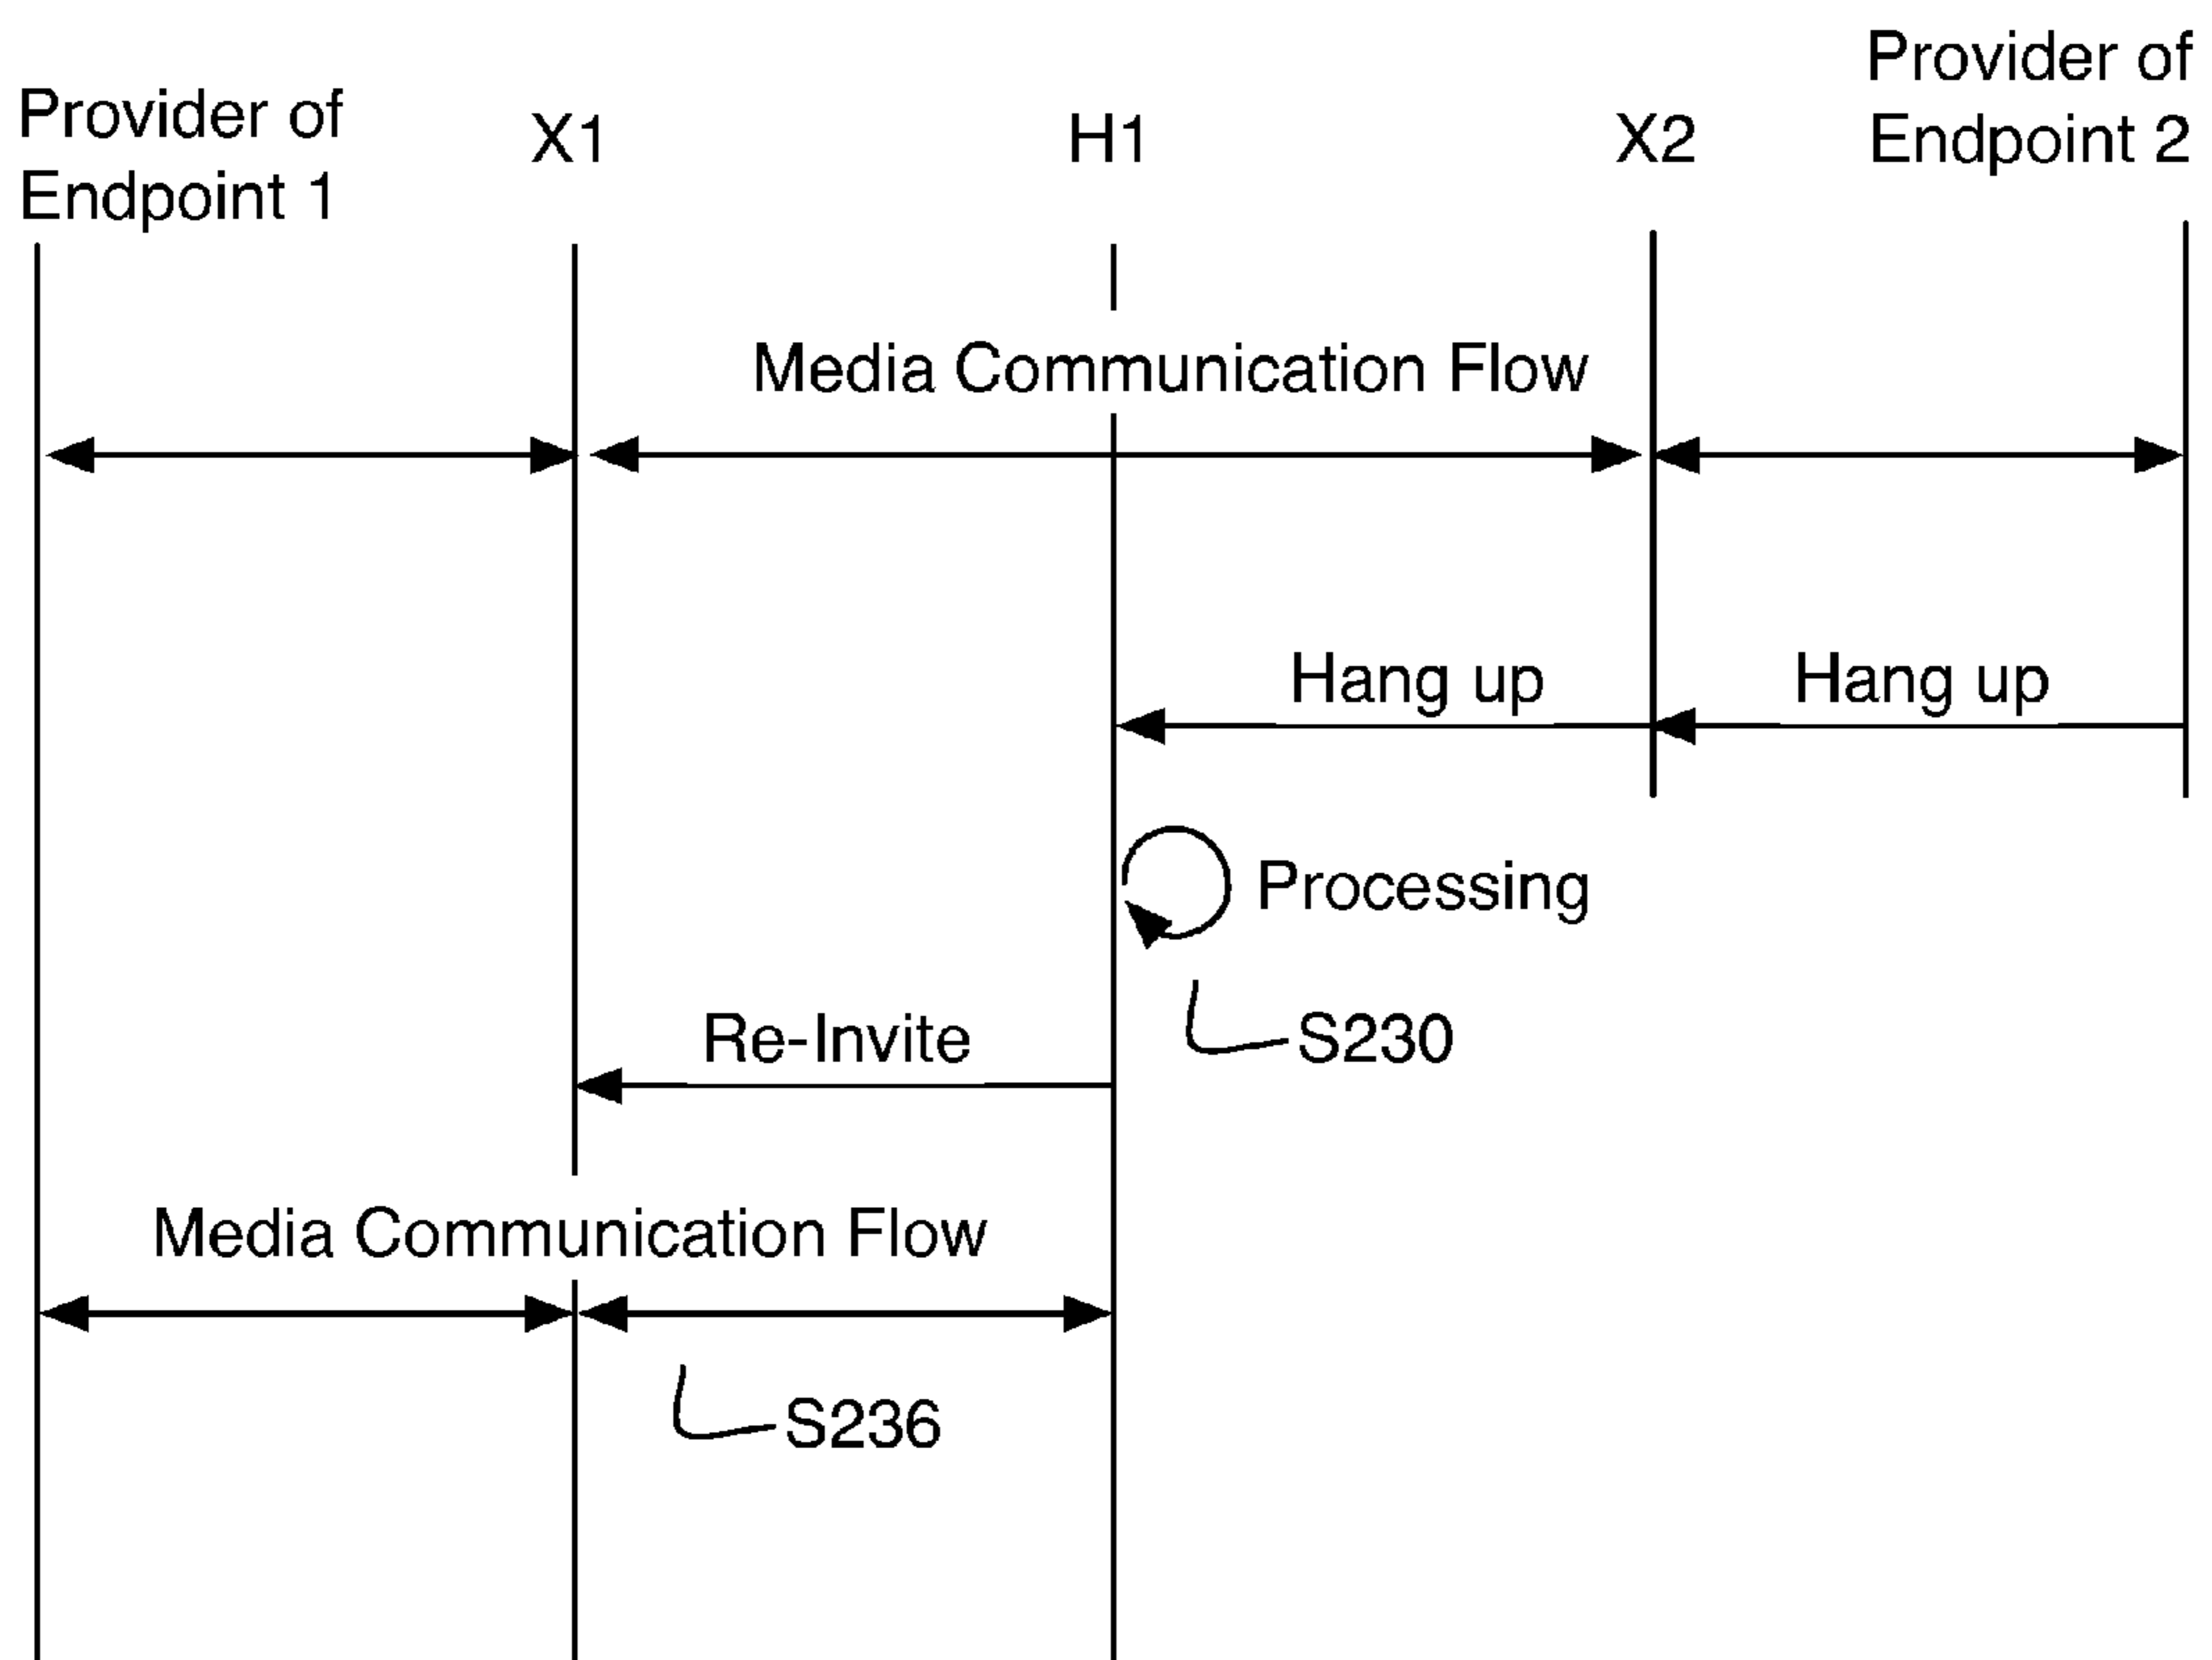 Provider of
Endpoint 1
X1
H1
X2
Provider of
Endpoint 2
Media Communication Flow
Hang up
Hang up
Processing
S230
Re-Invite
Media Communication Flow
S236